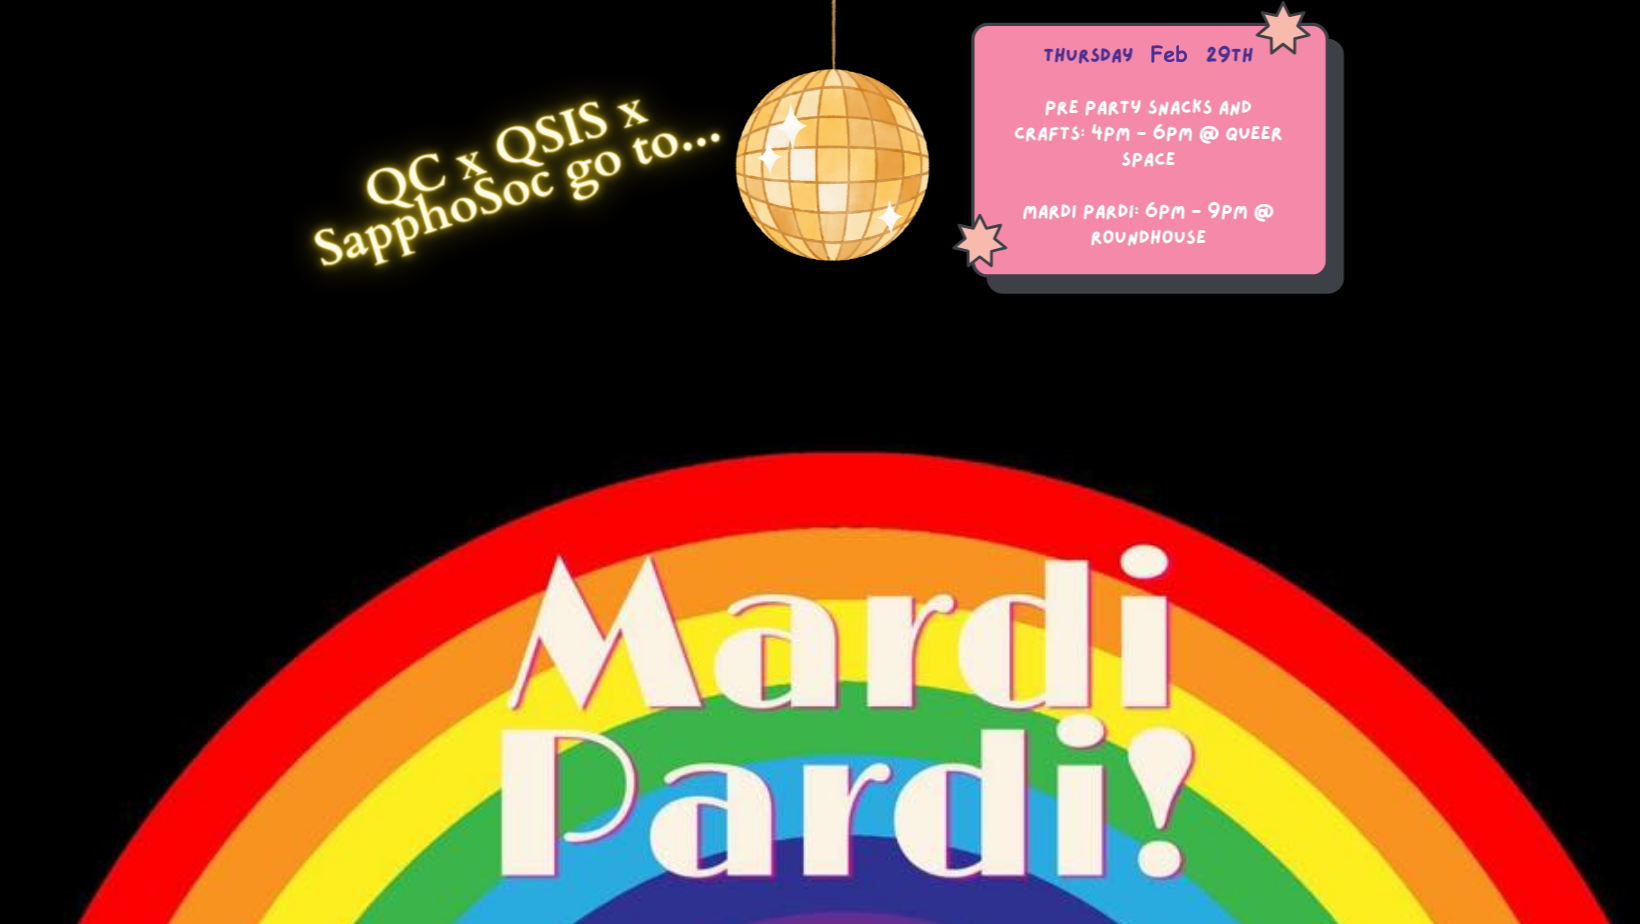 QC x QSIS x
SapphoSoc go to...
THURSDAY Feb 29TH
PRE PARTY SNACKS AND
CRAFTS: 4PM - 6PM @ QUEER
SPACE
MARDI PARDI: 6PM - 9PM @
ROUNDHOUSE
Mardi
Pardi!